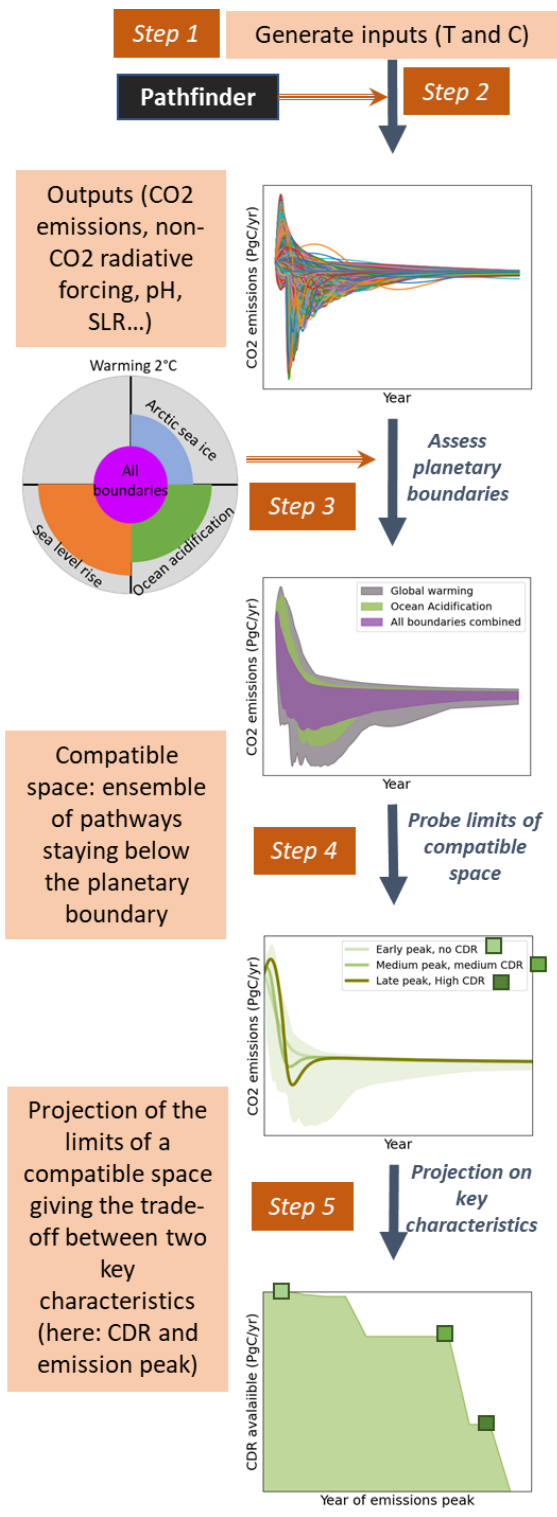 Step 1
Generate inputs (T and C)
Pathfinder
Step 2
Outputs (CO2
emissions, non-
CO2 radiative
forcing, pH,
SLR...)
CO2 emissions (PgC/yr)
Year
Warming 2°C
Arctic sea ice
All
boundaries
Sea level rise
Ocean acidification
Step 3
Assess
planetary
boundaries
CO2 emissions (PgC/yr)
Global warming
Ocean Acidification
All boundaries combined
Year
Compatible
space: ensemble
of pathways
staying below
the planetary
boundary
Step 4
Probe limits of
compatible
space
CO2 emissions (PgC/yr)
Early peak, no CDR
Medium peak, medium CDR
Late peak, High CDR
Year
Projection of the
limits of a
compatible space
giving the trade-
off between two
key
characteristics
(here: CDR and
emission peak)
Step 5
Projection on
key
characteristics
CDR avalaiible (PgC/yr)
Year of emissions peak